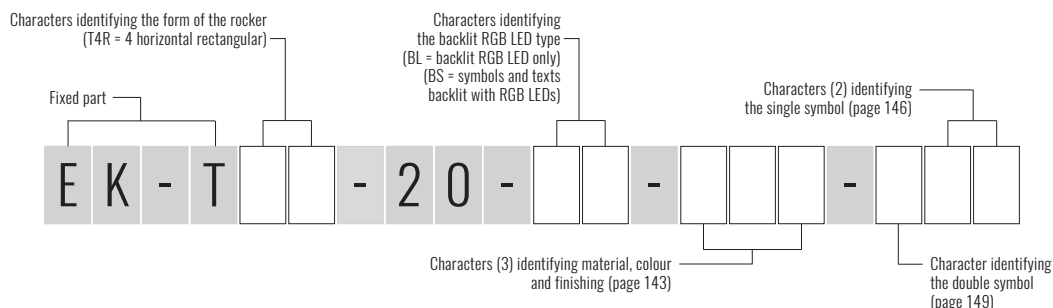 Characters identifying the form of the rocker
(T4R = 4 horizontal rectangular)
Characters identifying
the backlit RGB LED type
(BL = backlit RGB LED only)
(BS = symbols and texts
backlit with RGB LEDs)
Fixed part
Characters (2) identifying
the single symbol (page 146)
E K - T - 2 0 - - -
Characters (3) identifying material, colour
and finishing (page 143)
Character identifying
the double symbol
(page 149)